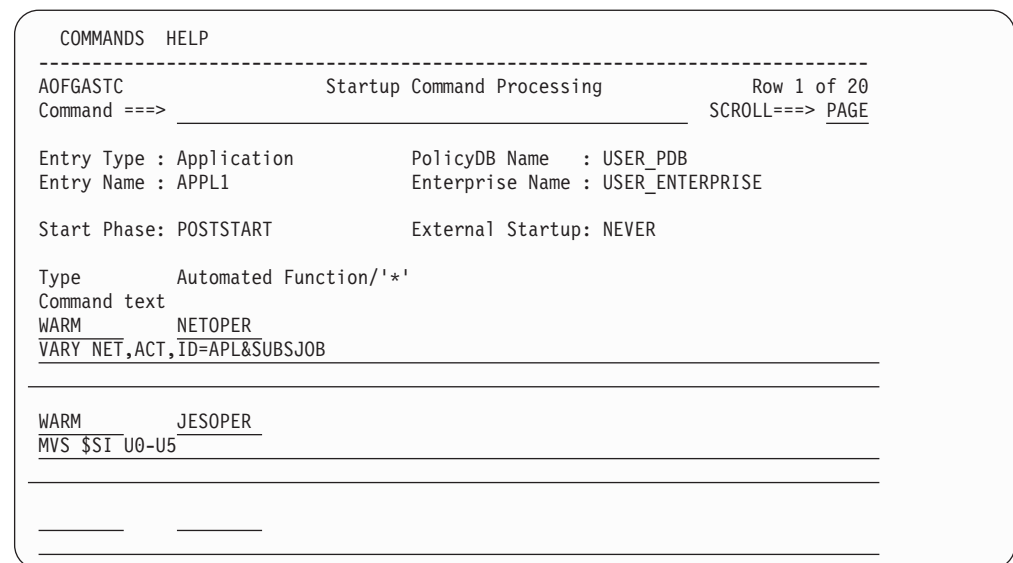 COMMANDS HELP
-------------------------------------------------------------------------------
AOFGASTC Startup Command Processing Row 1 of 20
Command ===> SCROLL===> PAGE
Entry Type : Application PolicyDB Name : USER_PDB
Entry Name : APPL1 Enterprise Name : USER_ENTERPRISE
Start Phase: POSTSTART External Startup: NEVER
Type Automated Function/'*'
Command text
WARM NETOPER
VARY NET,ACT,ID=APL&SUBSJOB
WARM JESOPER
MVS $SI U0-U5